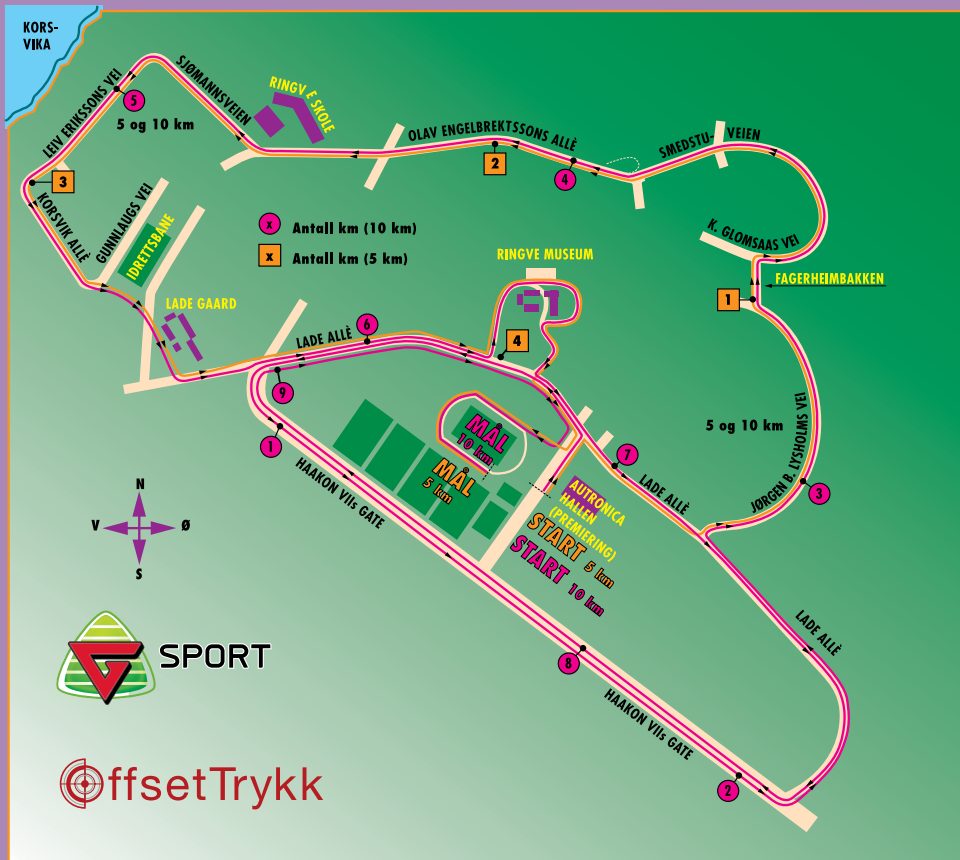 KORS-
VIKA
LEIV ERIKSSONS VEI
SJØMANNSVEIEN
RINGV E SKOLE
5
5 og 10 km
OLAV ENGELBREKTSSONS ALLÈ
2
4
SMEDSTU-VEIEN
3
KORSVIK ALLÈ
GUNNLAUGS VEI
IDRETTSBANE
x Antall km (10 km)
x Antall km (5 km)
K. GLOMSAAS VEI
RINGVE MUSEUM
FAGERHEIMBAKKEN
1
LADE GAARD
LADE ALLÈ
6
4
9
1
MÅL
10 km
MÅL
5 km
5 og 10 km
JØRGEN B. LYSHOLMS VEI
7
LADE ALLÈ
3
HAAKON VIIs GATE
AUTRONICA
HALLEN
(PREMIERING)
START 5 km
START 10 km
N
V Ø
S
LADE ALLÈ
8
HAAKON VIIs GATE
2
G SPORT
OffsetTrykk